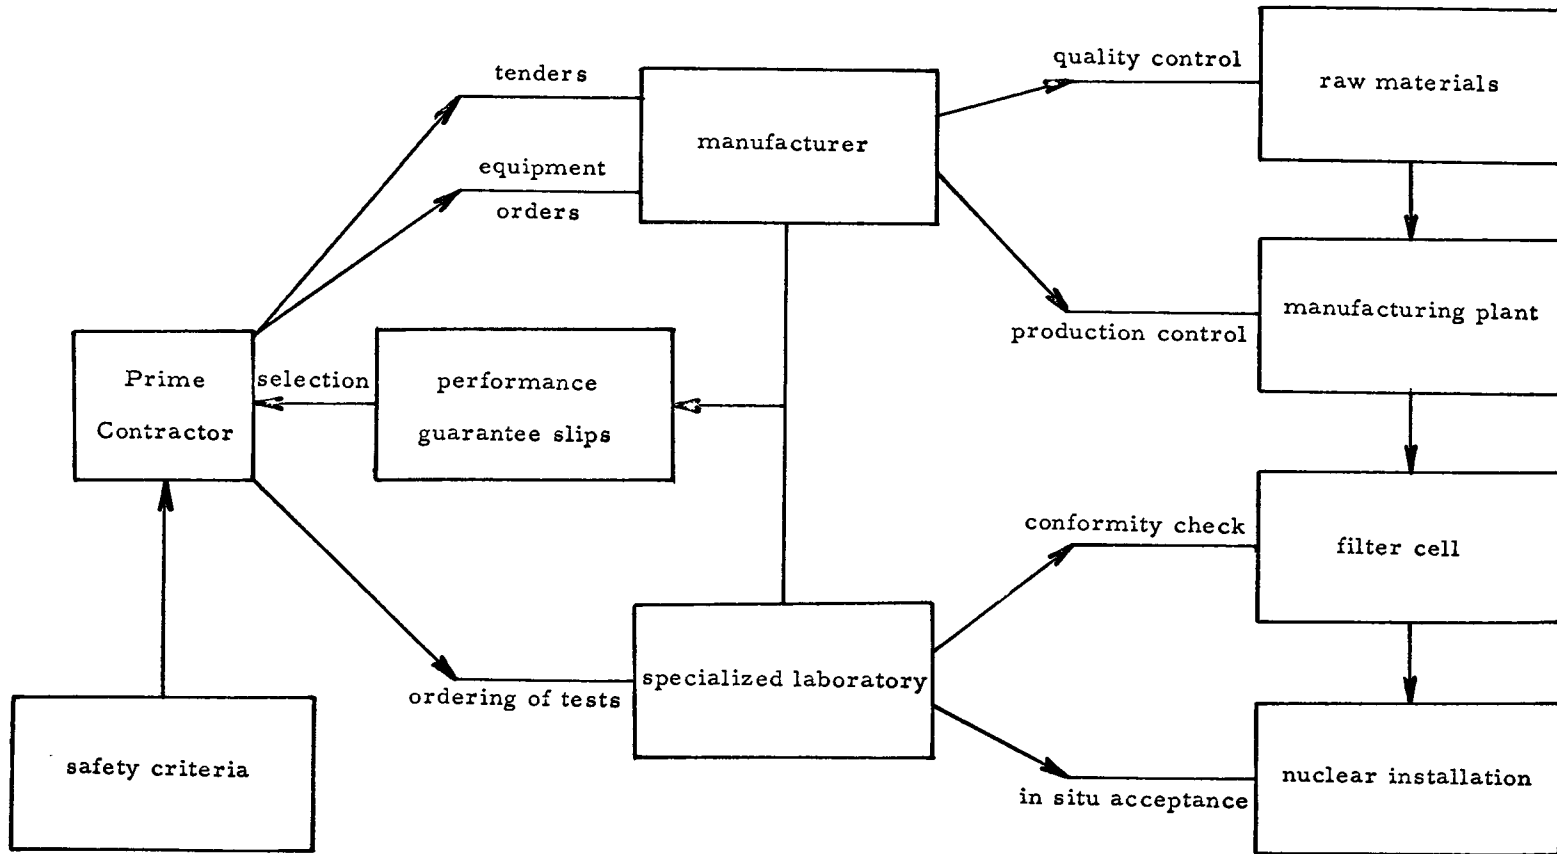 tenders
equipment
orders
manufacturer
quality control
raw materials
production control
manufacturing plant
Prime
Contractor
selection
performance
guarantee slips
conformity check
filter cell
ordering of tests
specialized laboratory
in situ acceptance
nuclear installation
safety criteria